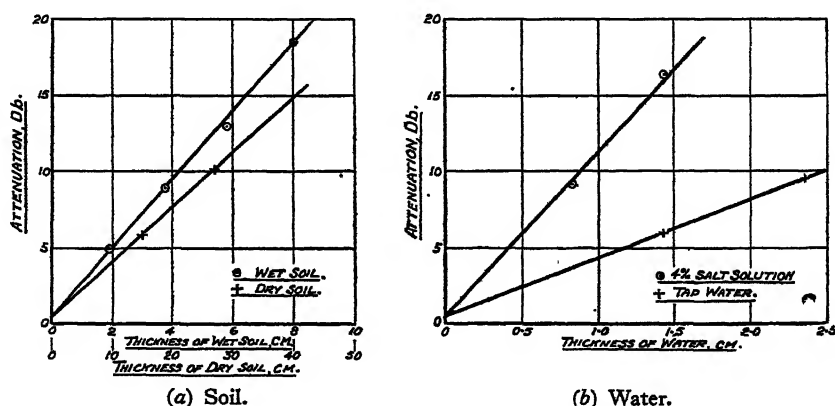 20
15
10
5
0
ATTENUATION, Db.
WET SOIL.
DRY SOIL.
0 2 4 6 8 10
THICKNESS OF WET SOIL, CM.
0 10 20 30 40 50
THICKNESS OF DRY SOIL, CM.
(a) Soil.
20
15
10
5
0
ATTENUATION, Db.
4% SALT SOLUTION
TAP WATER.
0 0·5 1·0 1·5 2·0 2·5
THICKNESS OF WATER, CM.
(b) Water.